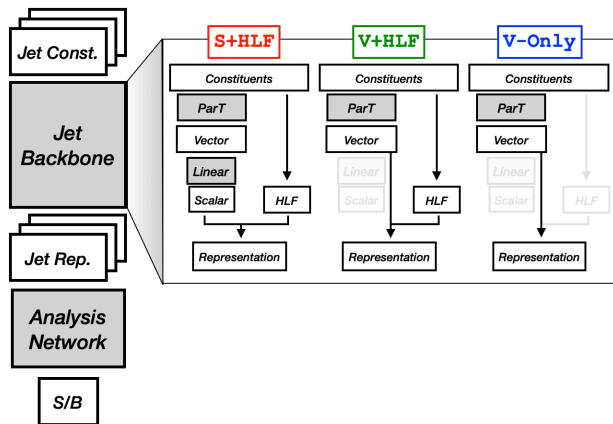 Jet Const.
Jet
Backbone
Jet Rep.
Analysis
Network
S/B
S+HLF
Constituents
ParT
Vector
Linear
Scalar
HLF
Representation
V+HLF
Constituents
ParT
Vector
Linear
Scalar
HLF
Representation
V-Only
Constituents
ParT
Vector
Linear
Scalar
HLF
Representation